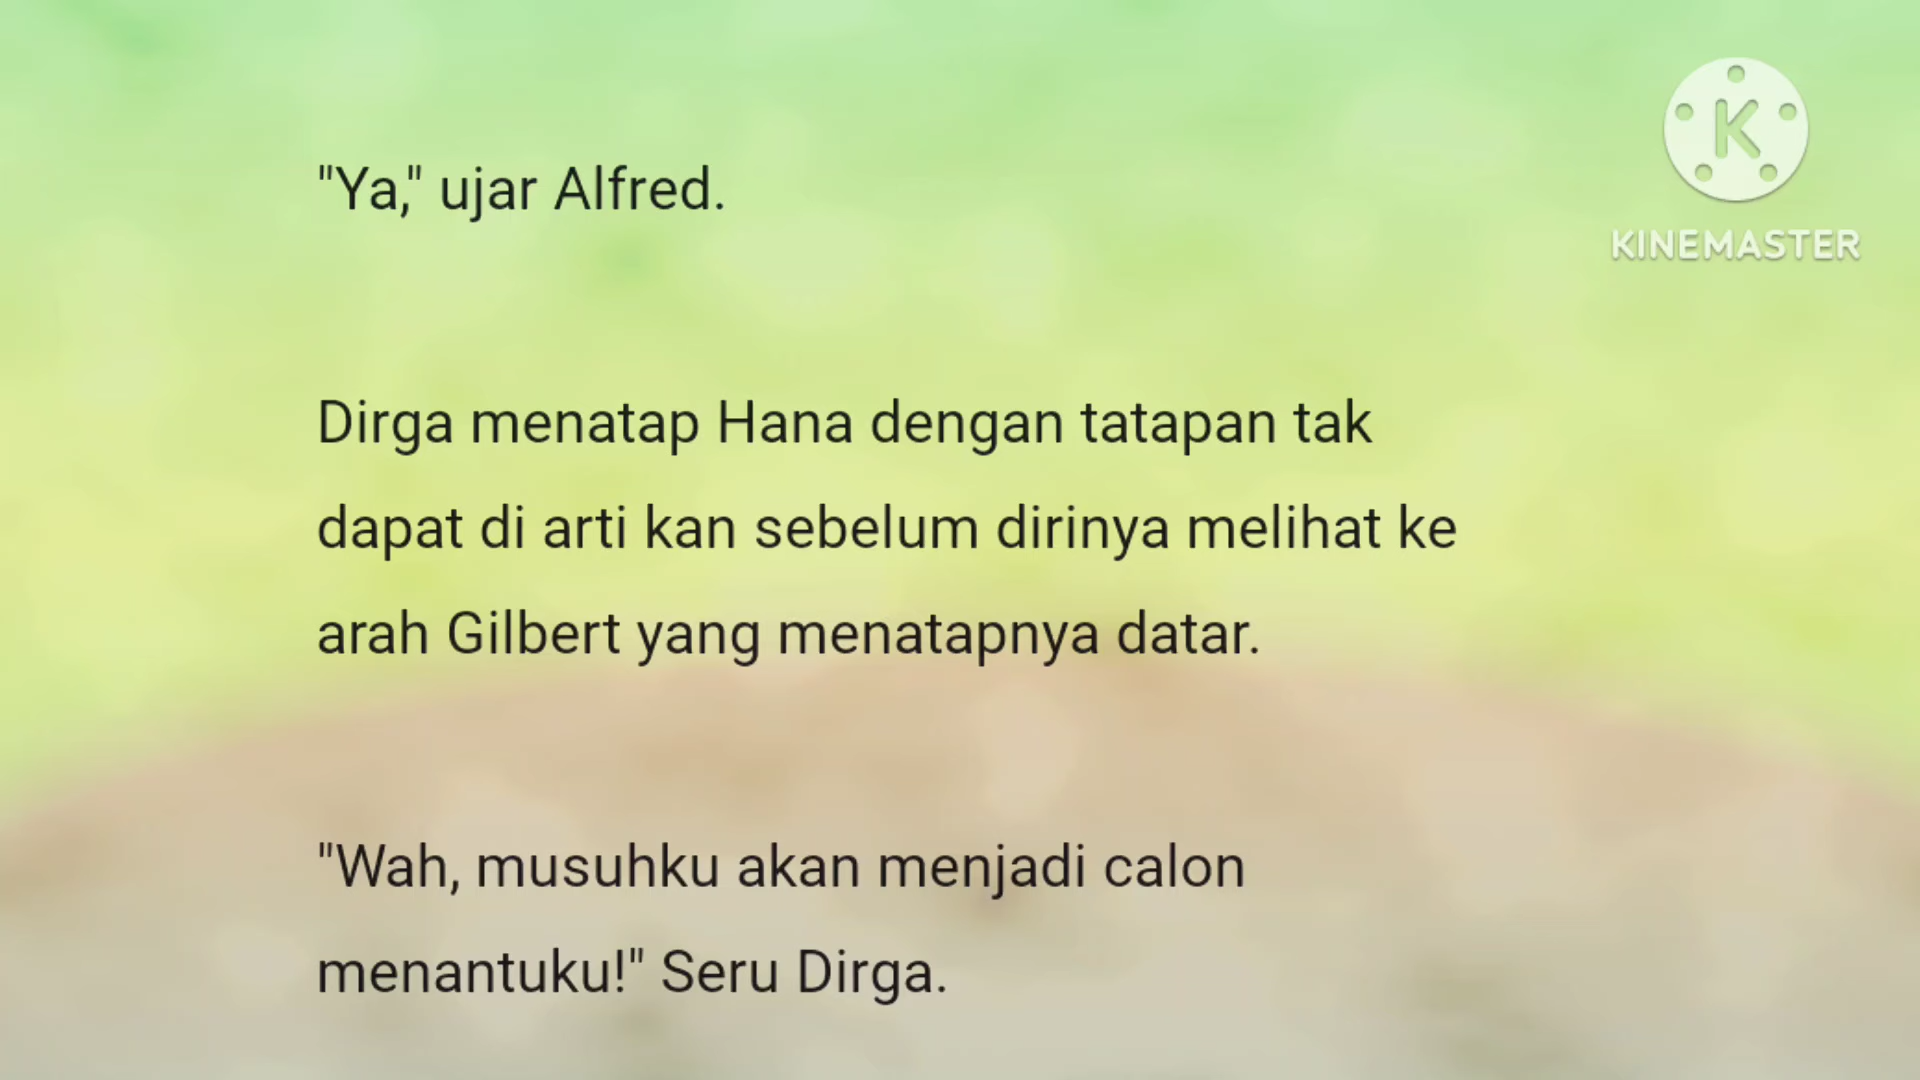 "Ya," ujar Alfred.
K
KINEMASTER
Dirga menatap Hana dengan tatapan tak
dapat di arti kan sebelum dirinya melihat ke
arah Gilbert yang menatapnya datar.
"Wah, musuhku akan menjadi calon
menantuku!" Seru Dirga.